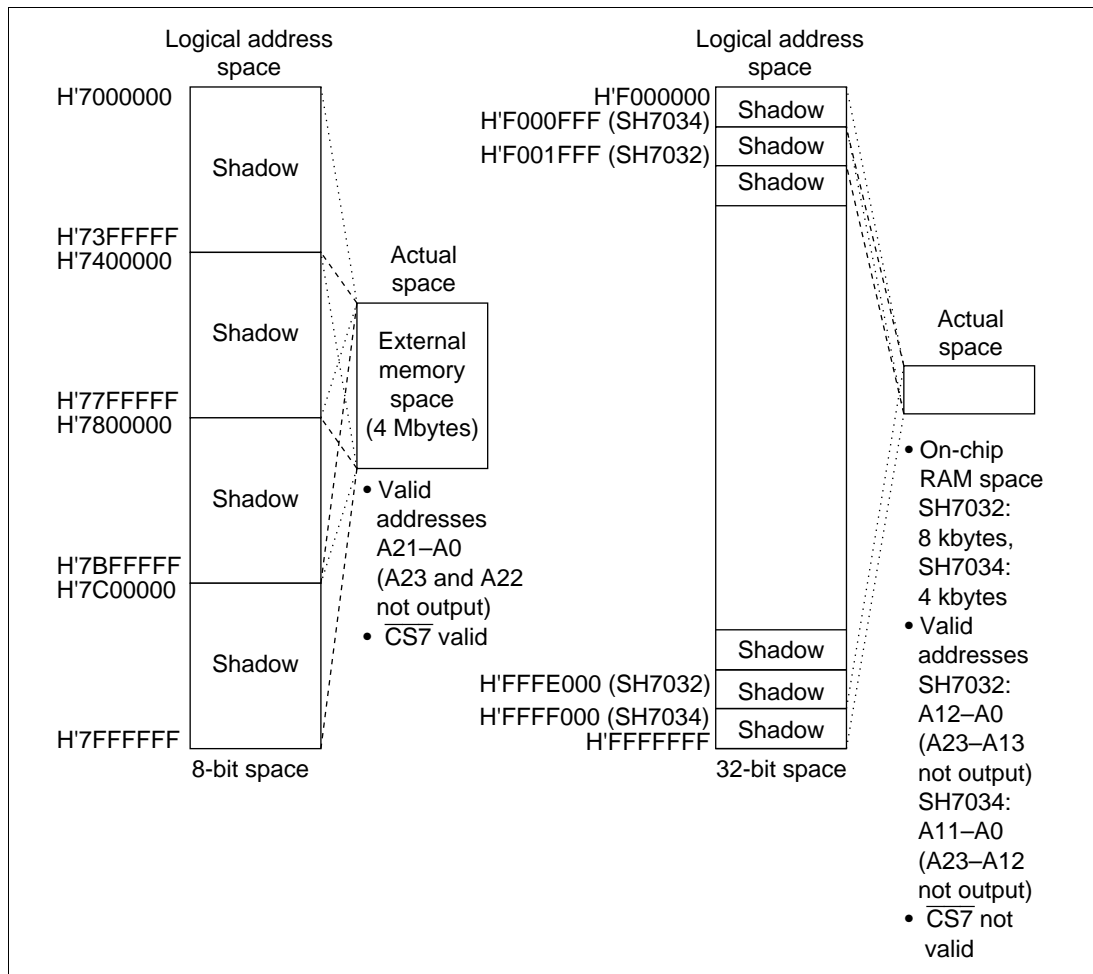 Logical address
space
H'7000000
Shadow
H'73FFFFF
H'7400000
Shadow
H'77FFFFF
H'7800000
Shadow
H'7BFFFFF
H'7C00000
Shadow
H'7FFFFFF
8-bit space
Actual
space
External
memory
space
(4 Mbytes)
• Valid
addresses
A21–A0
(A23 and A22
not output)
• CS7 valid
Logical address
space
H'F000000
Shadow
H'F000FFF (SH7034)
Shadow
H'F001FFF (SH7032)
Shadow
Shadow
H'FFFE000 (SH7032)
Shadow
H'FFFF000 (SH7034)
Shadow
H'FFFFFFF
32-bit space
Actual
space
• On-chip
RAM space
SH7032:
8 kbytes,
SH7034:
4 kbytes
• Valid
addresses
SH7032:
A12–A0
(A23–A13
not output)
SH7034:
A11–A0
(A23–A12
not output)
• CS7 not
valid